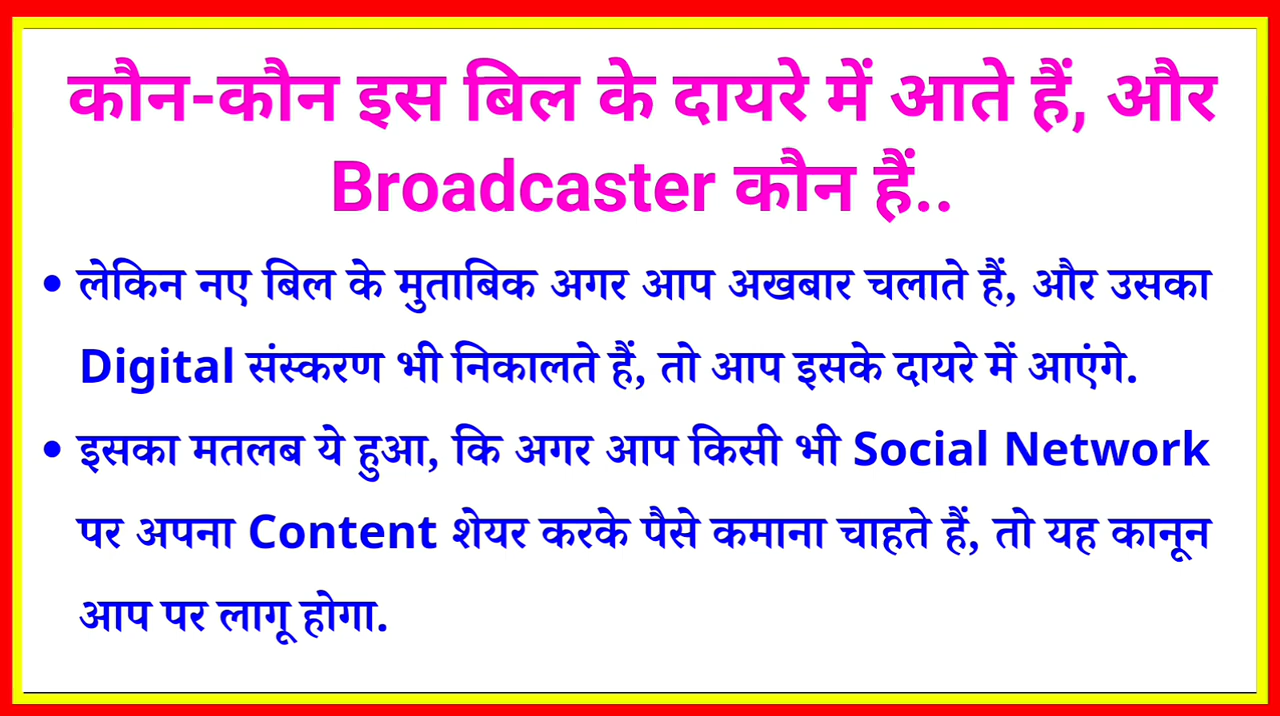 कौन-कौन इस बिल के दायरे में आते हैं, और
Broadcaster कौन हैं..
• लेकिन नए बिल के मुताबिक अगर आप अखबार चलाते हैं, और उसका
Digital संस्करण भी निकालते हैं, तो आप इसके दायरे में आएंगे.
• इसका मतलब ये हुआ, कि अगर आप किसी भी Social Network
पर अपना Content शेयर करके पैसे कमाना चाहते हैं, तो यह कानून
आप पर लागू होगा.